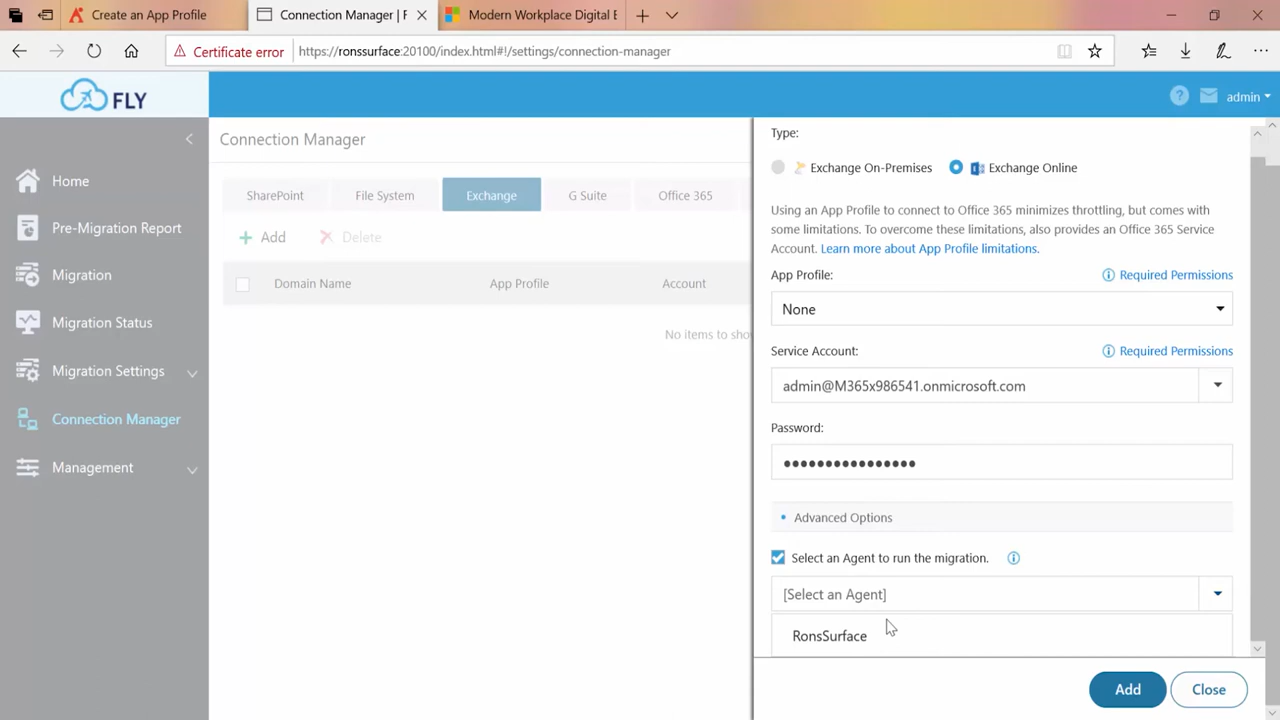 Create an App Profile
Connection Manager | F
Modern Workplace Digital E
Certificate error
https://ronssurface:20100/index.html#!/settings/connection-manager
FLY
admin
Home
Pre-Migration Report
Migration
Migration Status
Migration Settings
Connection Manager
Management
Connection Manager
SharePoint
File System
Exchange
G Suite
Office 365
Add
Delete
Domain Name
App Profile
Account
No items to sho
Type:
Exchange On-Premises
Exchange Online
Using an App Profile to connect to Office 365 minimizes throttling, but comes with
some limitations. To overcome these limitations, also provides an Office 365 Service
Account. Learn more about App Profile limitations.
App Profile:
Required Permissions
None
Service Account:
Required Permissions
admin@M365x986541.onmicrosoft.com
Password:
••••••••••••••••
Advanced Options
Select an Agent to run the migration.
[Select an Agent]
RonsSurface
Add
Close